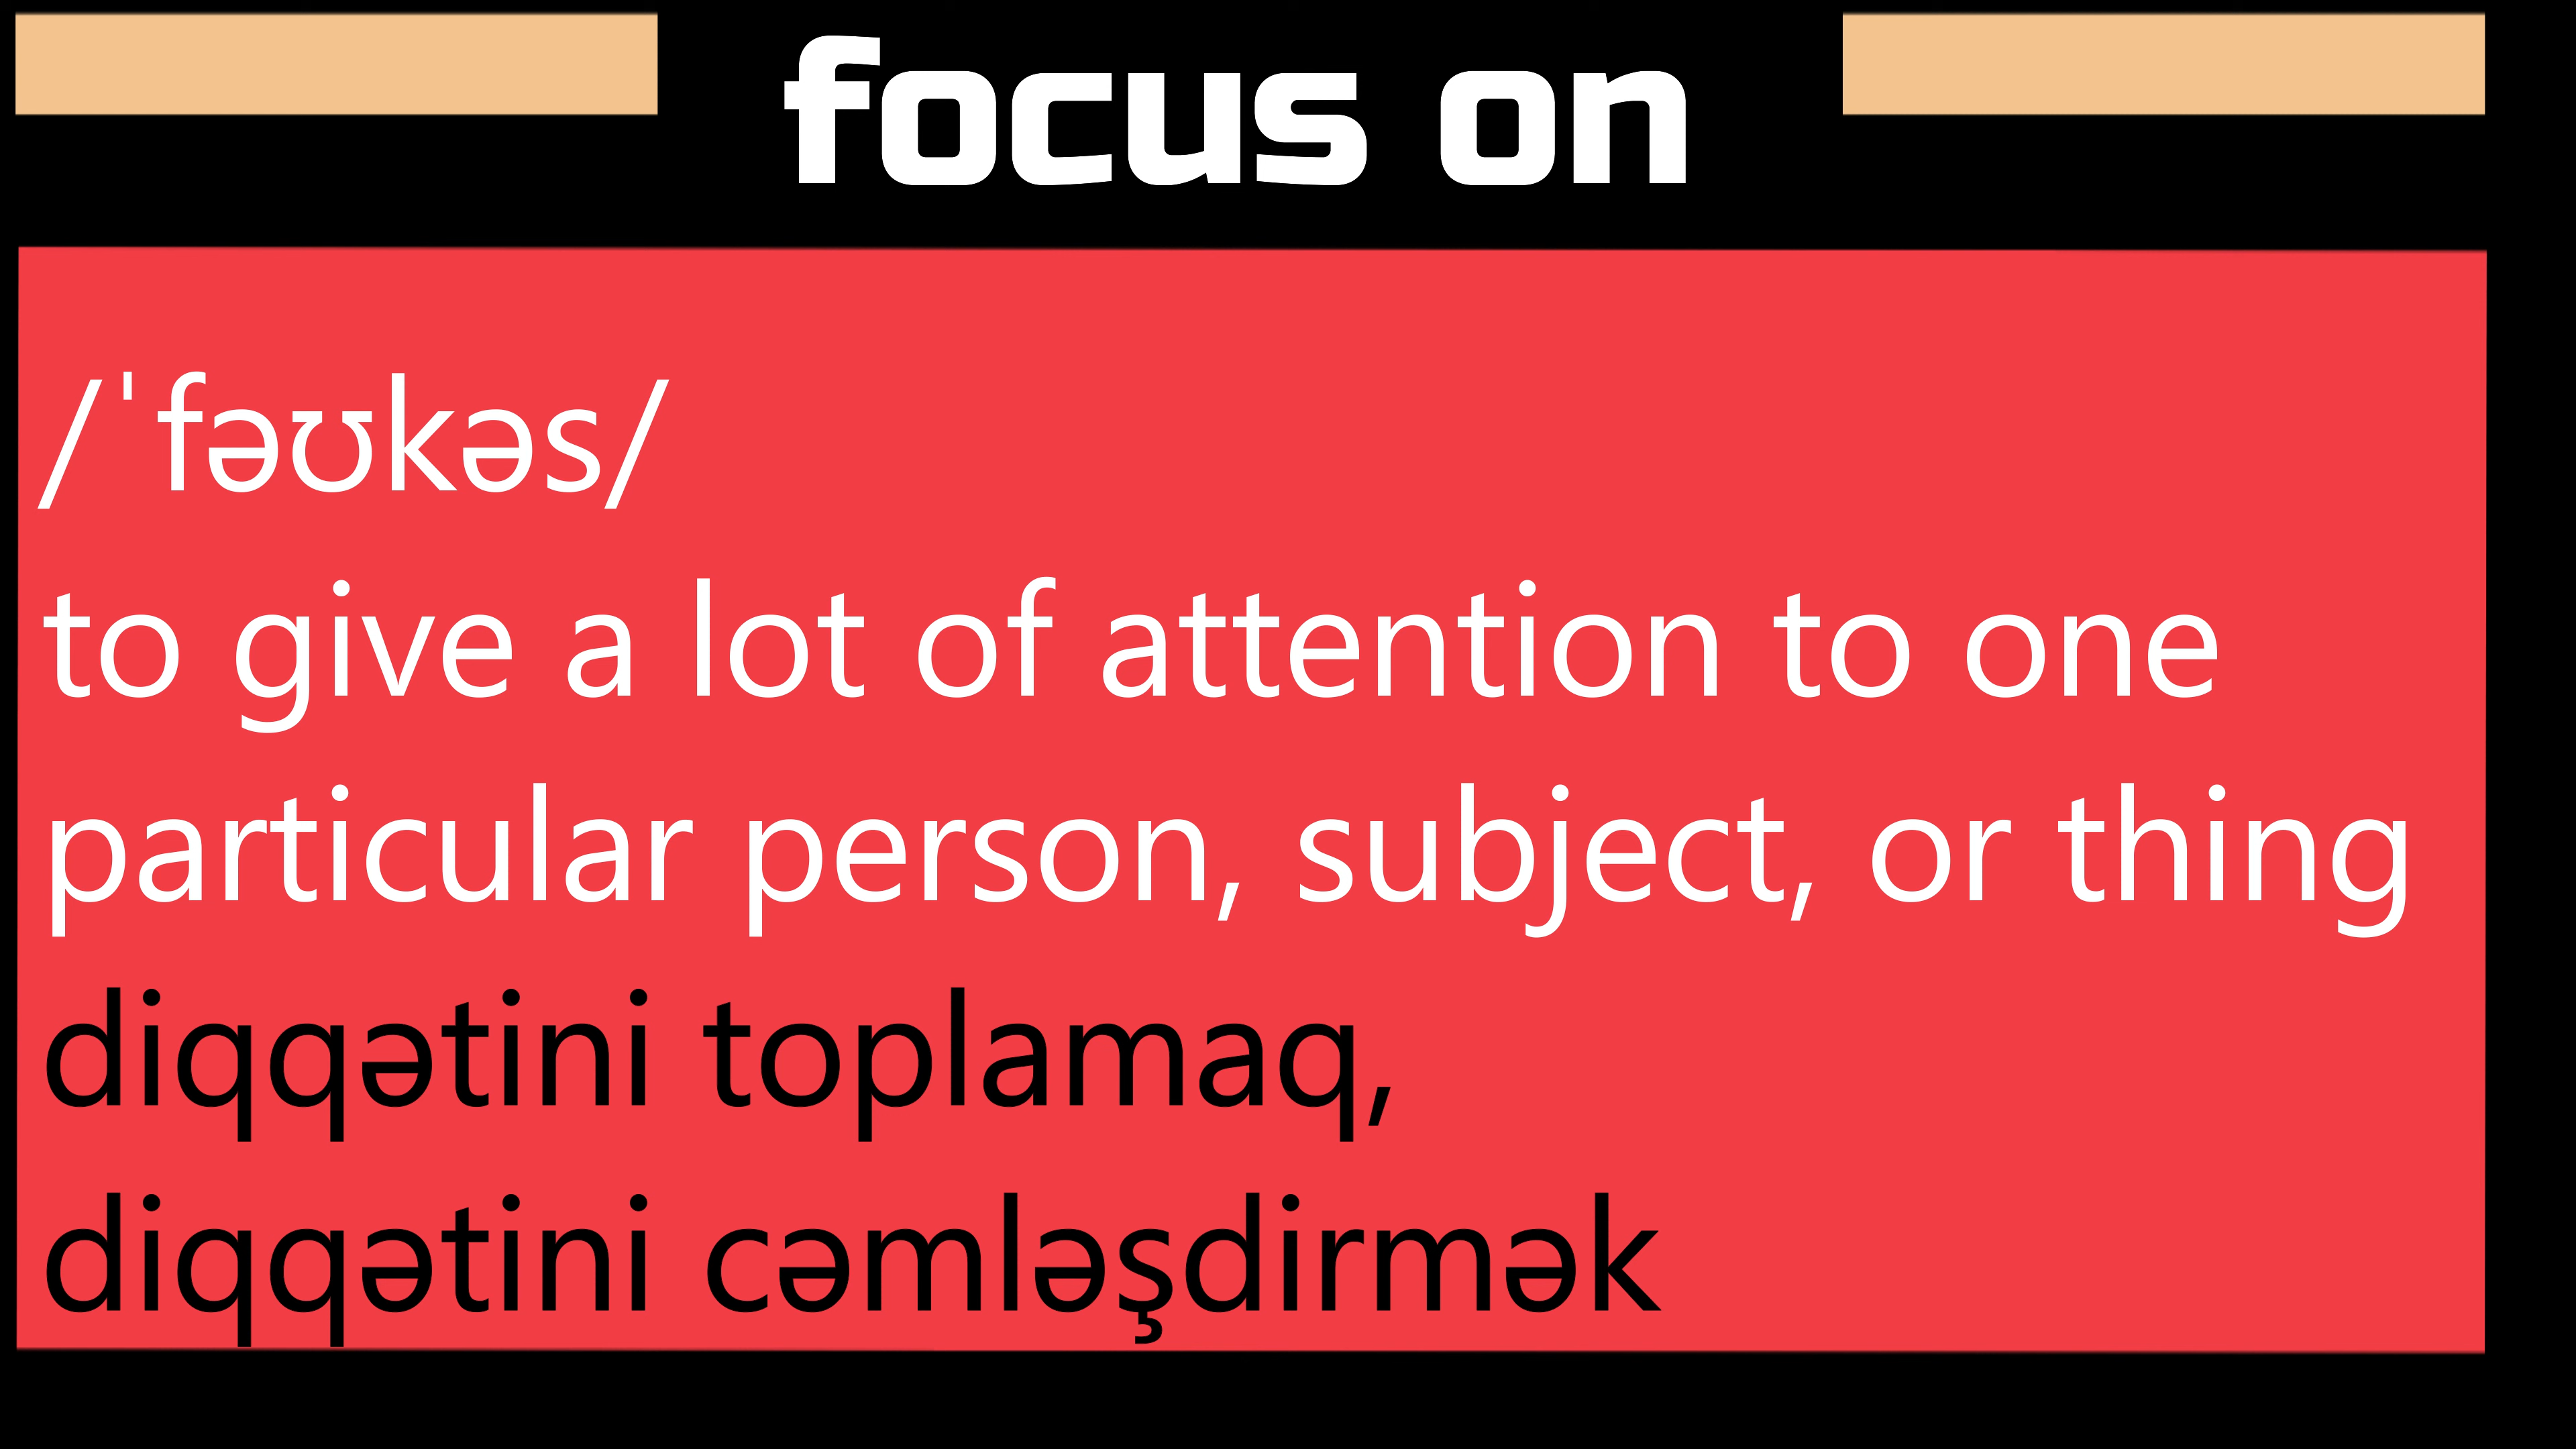 focus on
/ˈfəʊkəs/
to give a lot of attention to one
particular person, subject, or thing
diqqətini toplamaq,
diqqətini cəmləşdirmək